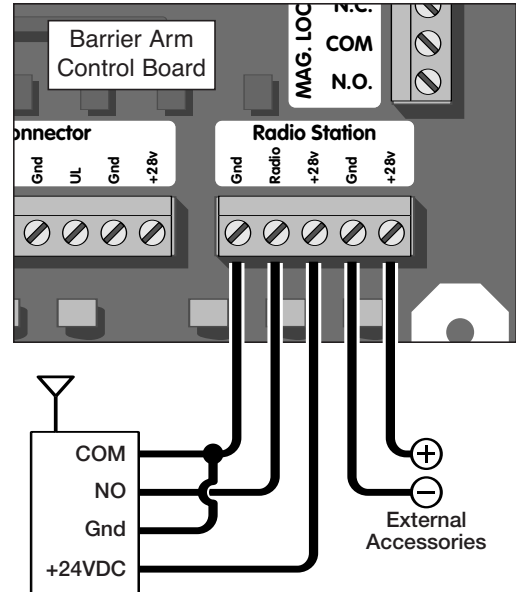 Barrier Arm
Control Board
MAG. LOC
N.C.
COM
N.O.
onnector
Gnd
UL
Gnd
+28v
Radio Station
Gnd
Radio
+28v
Gnd
+28v
COM
NO
Gnd
+24VDC
+
−
External
Accessories